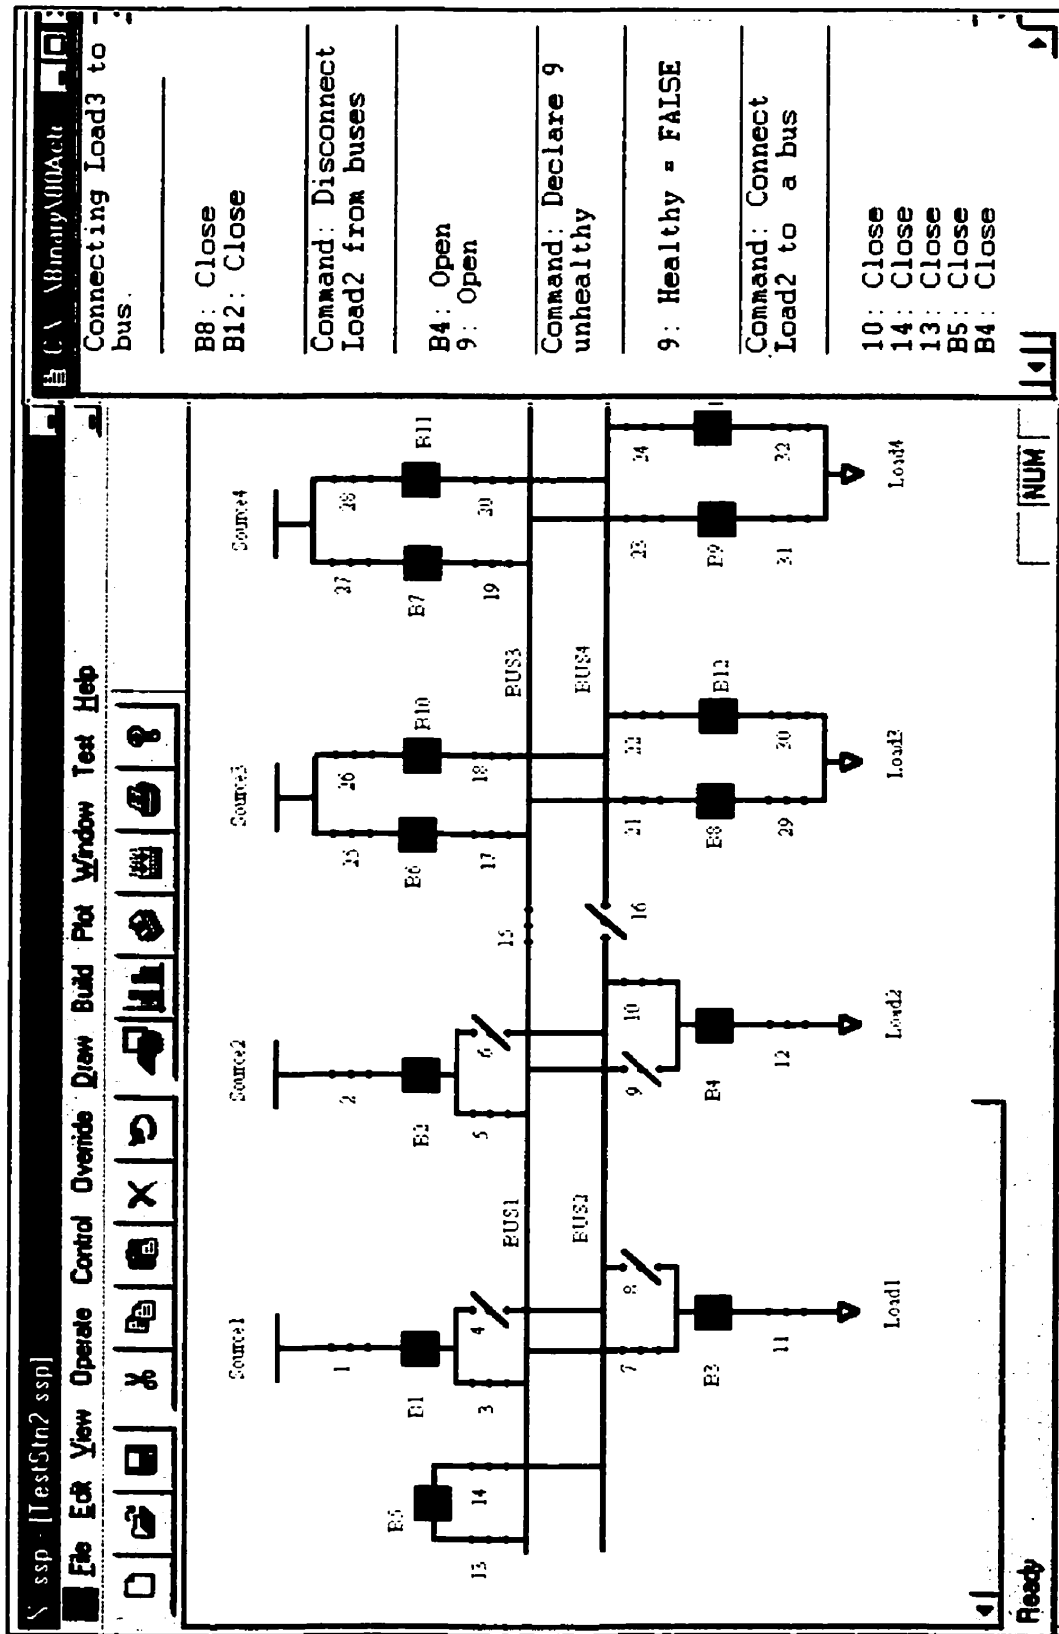 ssp - [TestStn2 ssp]
File Edit View Operate Control Override Draw Build Plot Window Test Help
Source1
Source2
Source3
Source4
1
2
25
26
27
28
B5
B1
B2
B6
B10
B7
B11
13
14
3
4
5
6
17
18
19
20
BUS1
15
BUS3
BUS2
16
BUS4
7
8
9
10
21
22
23
24
B3
B4
B8
B12
B9
11
12
29
30
31
32
Load1
Load2
Load3
Load4
Ready
NUM
Connecting Load3 to
bus.
B8: Close
B12: Close
Command: Disconnect
Load2 from buses
B4: Open
9: Open
Command: Declare 9
unhealthy
9: Healthy = FALSE
Command: Connect
Load2 to a bus
10: Close
14: Close
13: Close
B5: Close
B4: Close